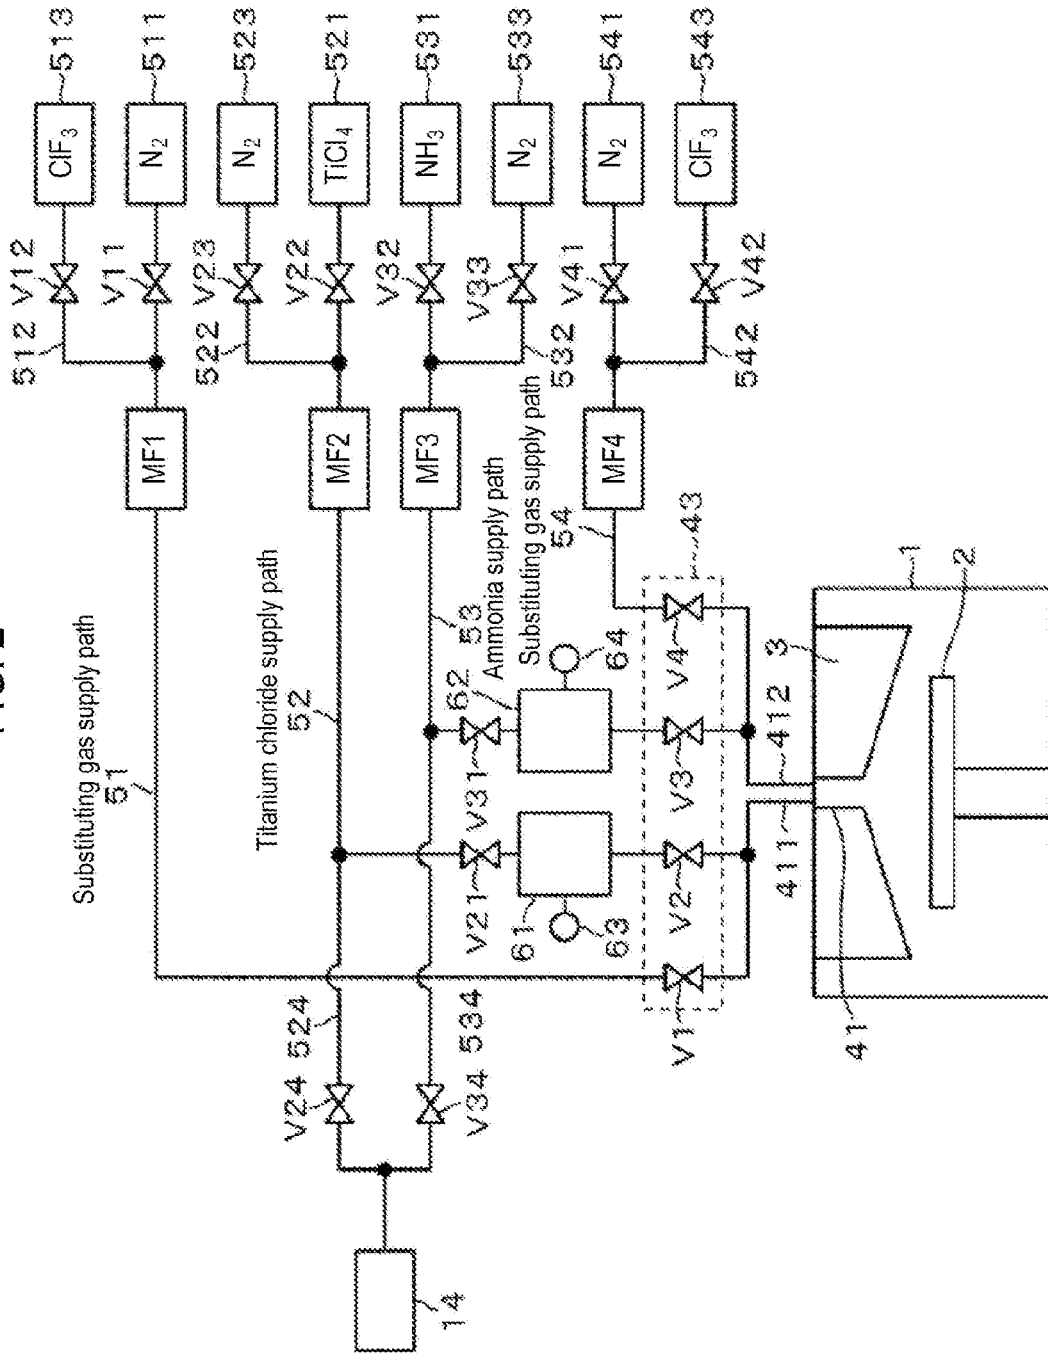 513
511
523
521
531
533
541
543
ClF3
N2
N2
TiCl4
NH3
N2
N2
ClF3
V12
V11
V23
V22
V32
V33
V41
V42
512
522
532
542
MF1
MF2
MF3
MF4
Substituting gas supply path
51
Titanium chloride supply path
52
53
Ammonia supply path
Substituting gas supply path
54
62
64
V31
V21
61
63
43
V4
V3
V2
V1
524
534
V24
V34
14
412
411
41
3
1
2